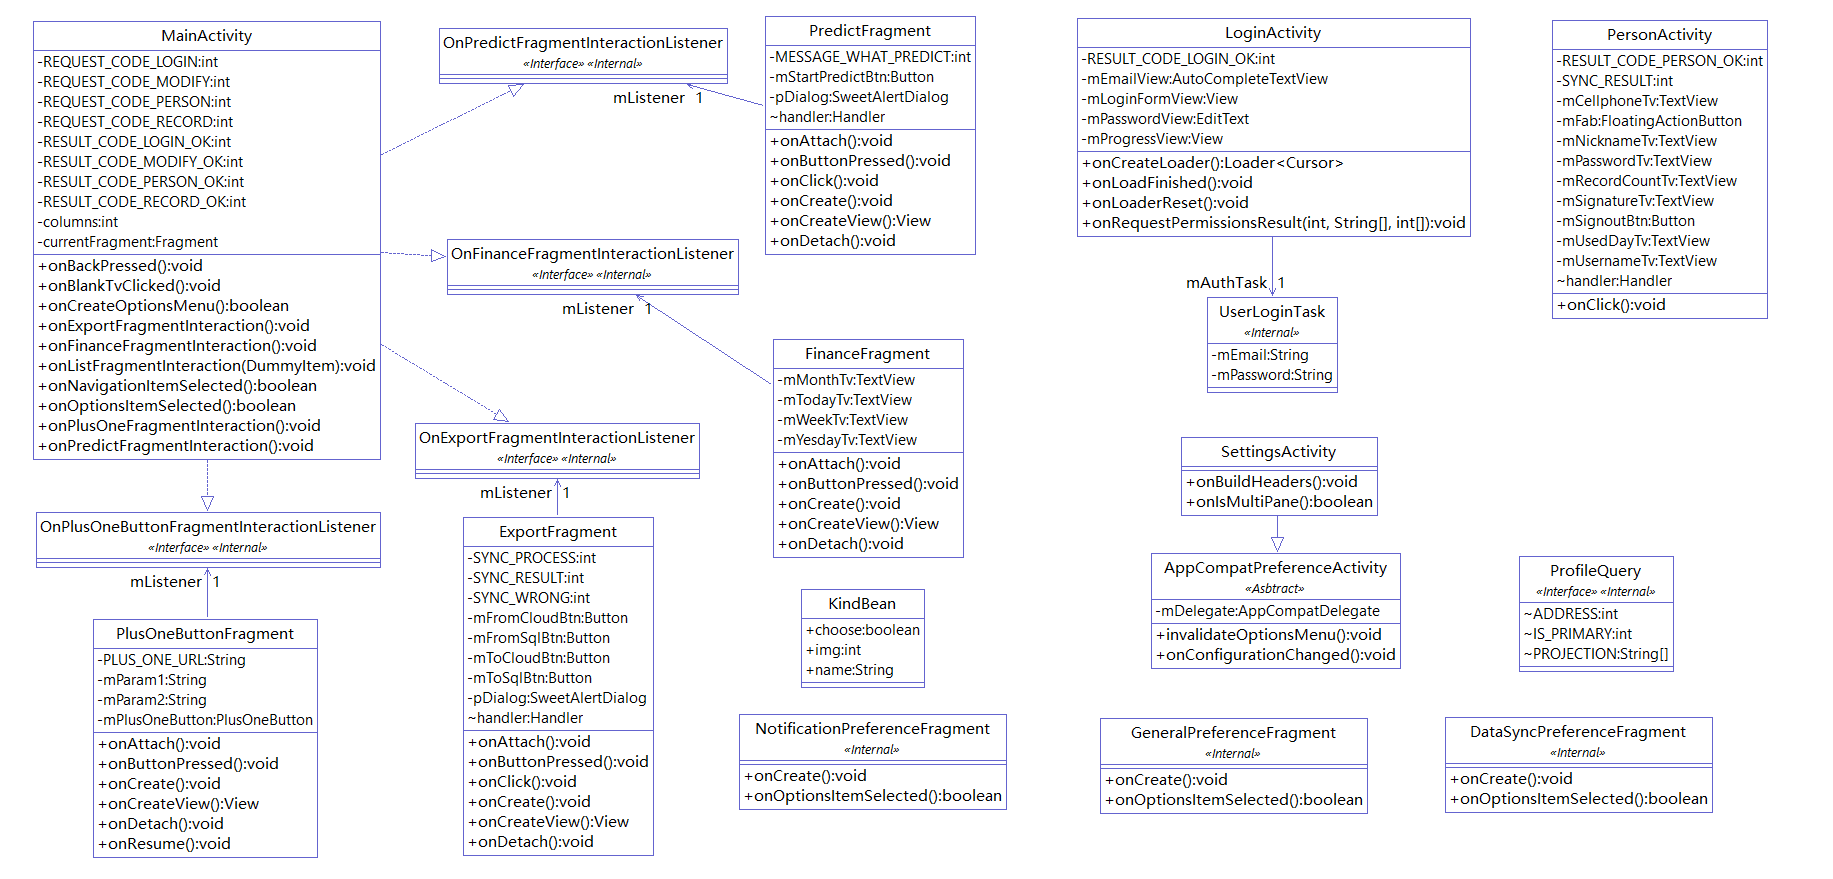 MainActivity
-REQUEST_CODE_LOGIN:int
-REQUEST_CODE_MODIFY:int
-REQUEST_CODE_PERSON:int
-REQUEST_CODE_RECORD:int
-RESULT_CODE_LOGIN_OK:int
-RESULT_CODE_MODIFY_OK:int
-RESULT_CODE_PERSON_OK:int
-RESULT_CODE_RECORD_OK:int
-columns:int
-currentFragment:Fragment
+onBackPressed():void
+onBlankTvClicked():void
+onCreateOptionsMenu():boolean
+onExportFragmentInteraction():void
+onFinanceFragmentInteraction():void
+onListFragmentInteraction(DummyItem):void
+onNavigationItemSelected():boolean
+onOptionsItemSelected():boolean
+onPlusOneFragmentInteraction():void
+onPredictFragmentInteraction():void
OnPlusOneButtonFragmentInteractionListener
«Interface» «Internal»
mListener 1
PlusOneButtonFragment
-PLUS_ONE_URL:String
-mParam1:String
-mParam2:String
-mPlusOneButton:PlusOneButton
+onAttach():void
+onButtonPressed():void
+onCreate():void
+onCreateView():View
+onDetach():void
+onResume():void
OnPredictFragmentInteractionListener
«Interface» «Internal»
mListener 1
PredictFragment
-MESSAGE_WHAT_PREDICT:int
-mStartPredictBtn:Button
-pDialog:SweetAlertDialog
~handler:Handler
+onAttach():void
+onButtonPressed():void
+onClick():void
+onCreate():void
+onCreateView():View
+onDetach():void
OnFinanceFragmentInteractionListener
«Interface» «Internal»
mListener 1
FinanceFragment
-mMonthTv:TextView
-mTodayTv:TextView
-mWeekTv:TextView
-mYesdayTv:TextView
+onAttach():void
+onButtonPressed():void
+onCreate():void
+onCreateView():View
+onDetach():void
OnExportFragmentInteractionListener
«Interface» «Internal»
mListener 1
ExportFragment
-SYNC_PROCESS:int
-SYNC_RESULT:int
-SYNC_WRONG:int
-mFromCloudBtn:Button
-mFromSqlBtn:Button
-mToCloudBtn:Button
-mToSqlBtn:Button
-pDialog:SweetAlertDialog
~handler:Handler
+onAttach():void
+onButtonPressed():void
+onClick():void
+onCreate():void
+onCreateView():View
+onDetach():void
KindBean
+choose:boolean
+img:int
+name:String
NotificationPreferenceFragment
«Internal»
+onCreate():void
+onOptionsItemSelected():boolean
LoginActivity
-RESULT_CODE_LOGIN_OK:int
-mEmailView:AutoCompleteTextView
-mLoginFormView:View
-mPasswordView:EditText
-mProgressView:View
+onCreateLoader():Loader<Cursor>
+onLoadFinished():void
+onLoaderReset():void
+onRequestPermissionsResult(int, String[], int[]):void
mAuthTask 1
UserLoginTask
«Internal»
-mEmail:String
-mPassword:String
SettingsActivity
+onBuildHeaders():void
+onIsMultiPane():boolean
AppCompatPreferenceActivity
«Asbtract»
-mDelegate:AppCompatDelegate
+invalidateOptionsMenu():void
+onConfigurationChanged():void
GeneralPreferenceFragment
«Internal»
+onCreate():void
+onOptionsItemSelected():boolean
PersonActivity
-RESULT_CODE_PERSON_OK:int
-SYNC_RESULT:int
-mCellphoneTv:TextView
-mFab:FloatingActionButton
-mNicknameTv:TextView
-mPasswordTv:TextView
-mRecordCountTv:TextView
-mSignatureTv:TextView
-mSignoutBtn:Button
-mUsedDayTv:TextView
-mUsernameTv:TextView
~handler:Handler
+onClick():void
ProfileQuery
«Interface» «Internal»
~ADDRESS:int
~IS_PRIMARY:int
~PROJECTION:String[]
DataSyncPreferenceFragment
«Internal»
+onCreate():void
+onOptionsItemSelected():boolean